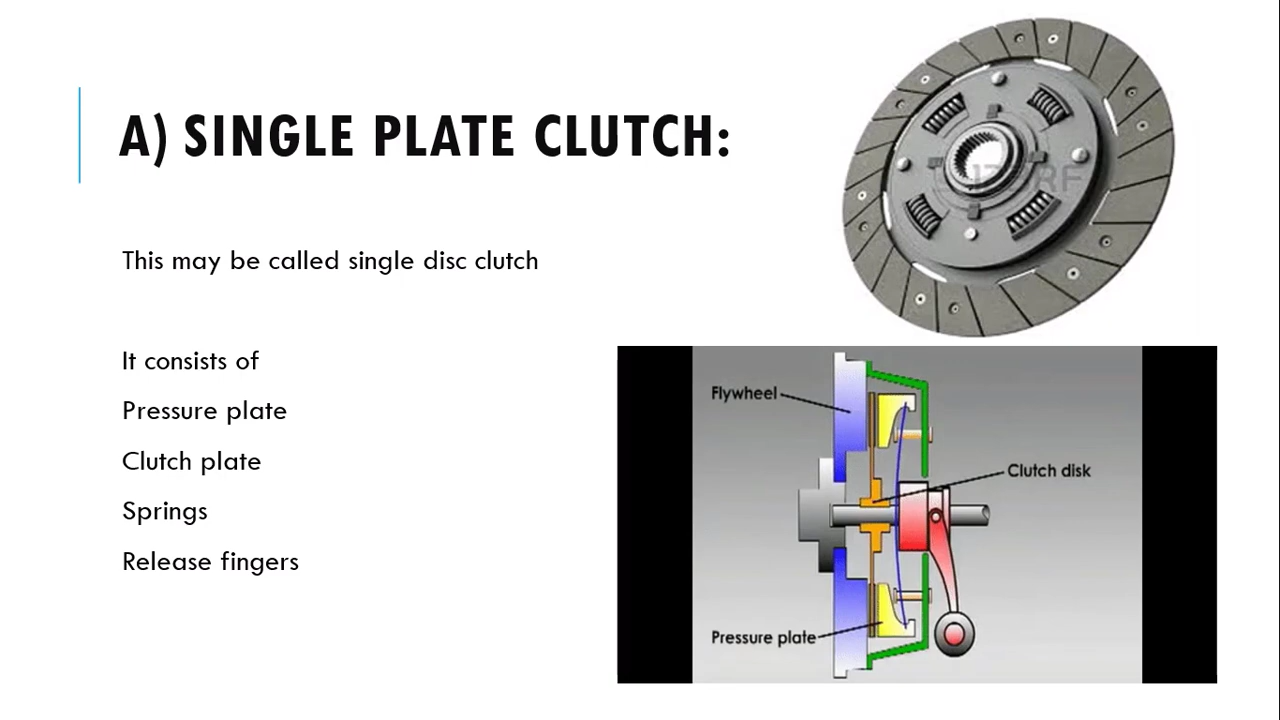 A) SINGLE PLATE CLUTCH:
This may be called single disc clutch
It consists of
Pressure plate
Clutch plate
Springs
Release fingers
Flywheel
Clutch disk
Pressure plate